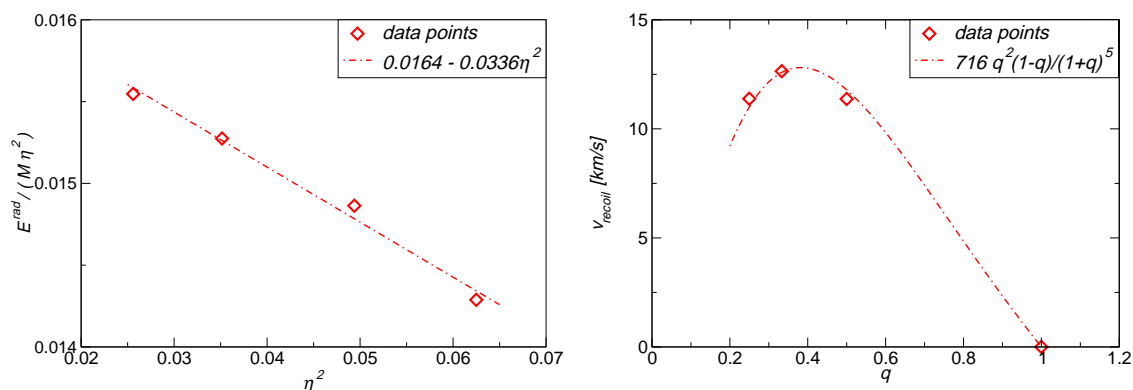 0.016
0.015
0.014
E^rad / (M η^2)
0.02 0.03 0.04 0.05 0.06 0.07
η^2
data points
0.0164 - 0.0336η^2
15
10
5
0
v_recoil [km/s]
0 0.2 0.4 0.6 0.8 1 1.2
q
data points
716 q^2(1-q)/(1+q)^5